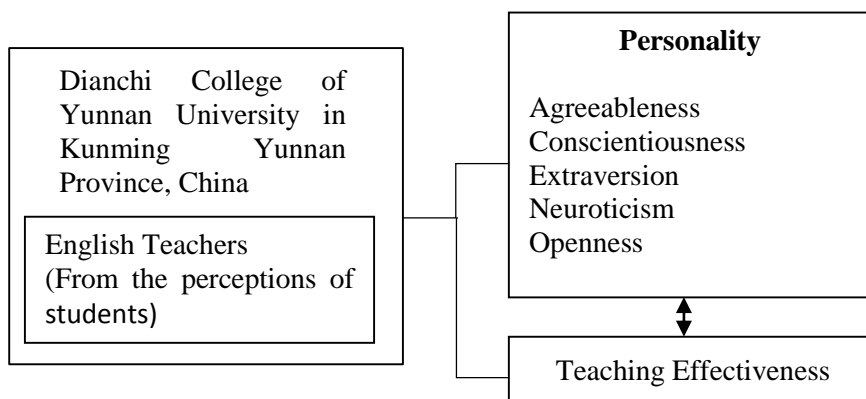 Dianchi College of
Yunnan University in
Kunming Yunnan
Province, China
English Teachers
(From the perceptions of
students)
Personality
Agreeableness
Conscientiousness
Extraversion
Neuroticism
Openness
Teaching Effectiveness